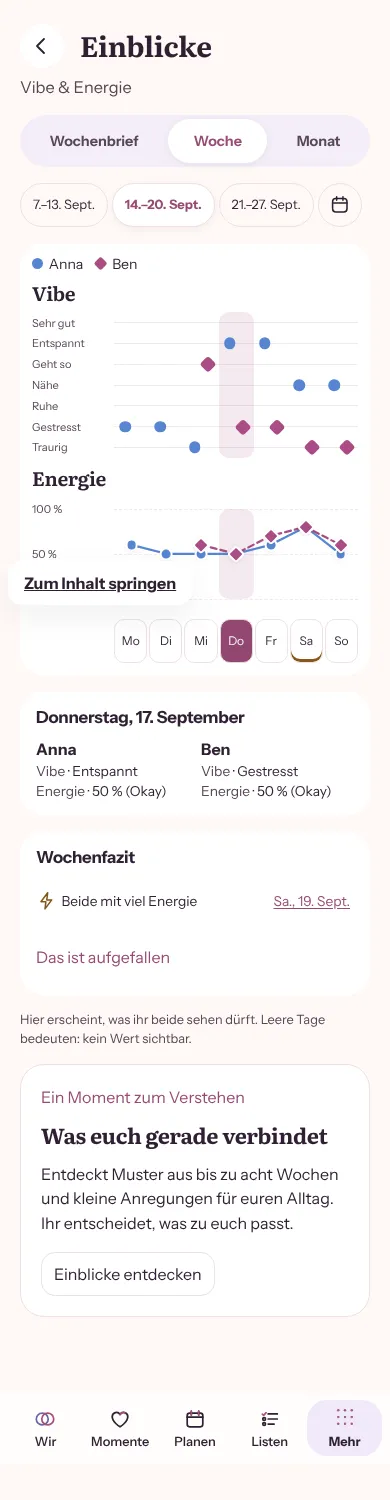 Einblicke
Vibe & Energie
Wochenbrief
Woche
Monat
7.–13. Sept.
14.–20. Sept.
21.–27. Sept.
Anna
Ben
Vibe
Sehr gut
Entspannt
Geht so
Nähe
Ruhe
Gestresst
Traurig
Energie
100 %
50 %
Zum Inhalt springen
Mo Di Mi Do Fr Sa So
Donnerstag, 17. September
Anna
Vibe · Entspannt
Energie · 50 % (Okay)
Ben
Vibe · Gestresst
Energie · 50 % (Okay)
Wochenfazit
Beide mit viel Energie
Sa., 19. Sept.
Das ist aufgefallen
Hier erscheint, was ihr beide sehen dürft. Leere Tage
bedeuten: kein Wert sichtbar.
Ein Moment zum Verstehen
Was euch gerade verbindet
Entdeckt Muster aus bis zu acht Wochen
und kleine Anregungen für euren Alltag.
Ihr entscheidet, was zu euch passt.
Einblicke entdecken
Wir
Momente
Planen
Listen
Mehr